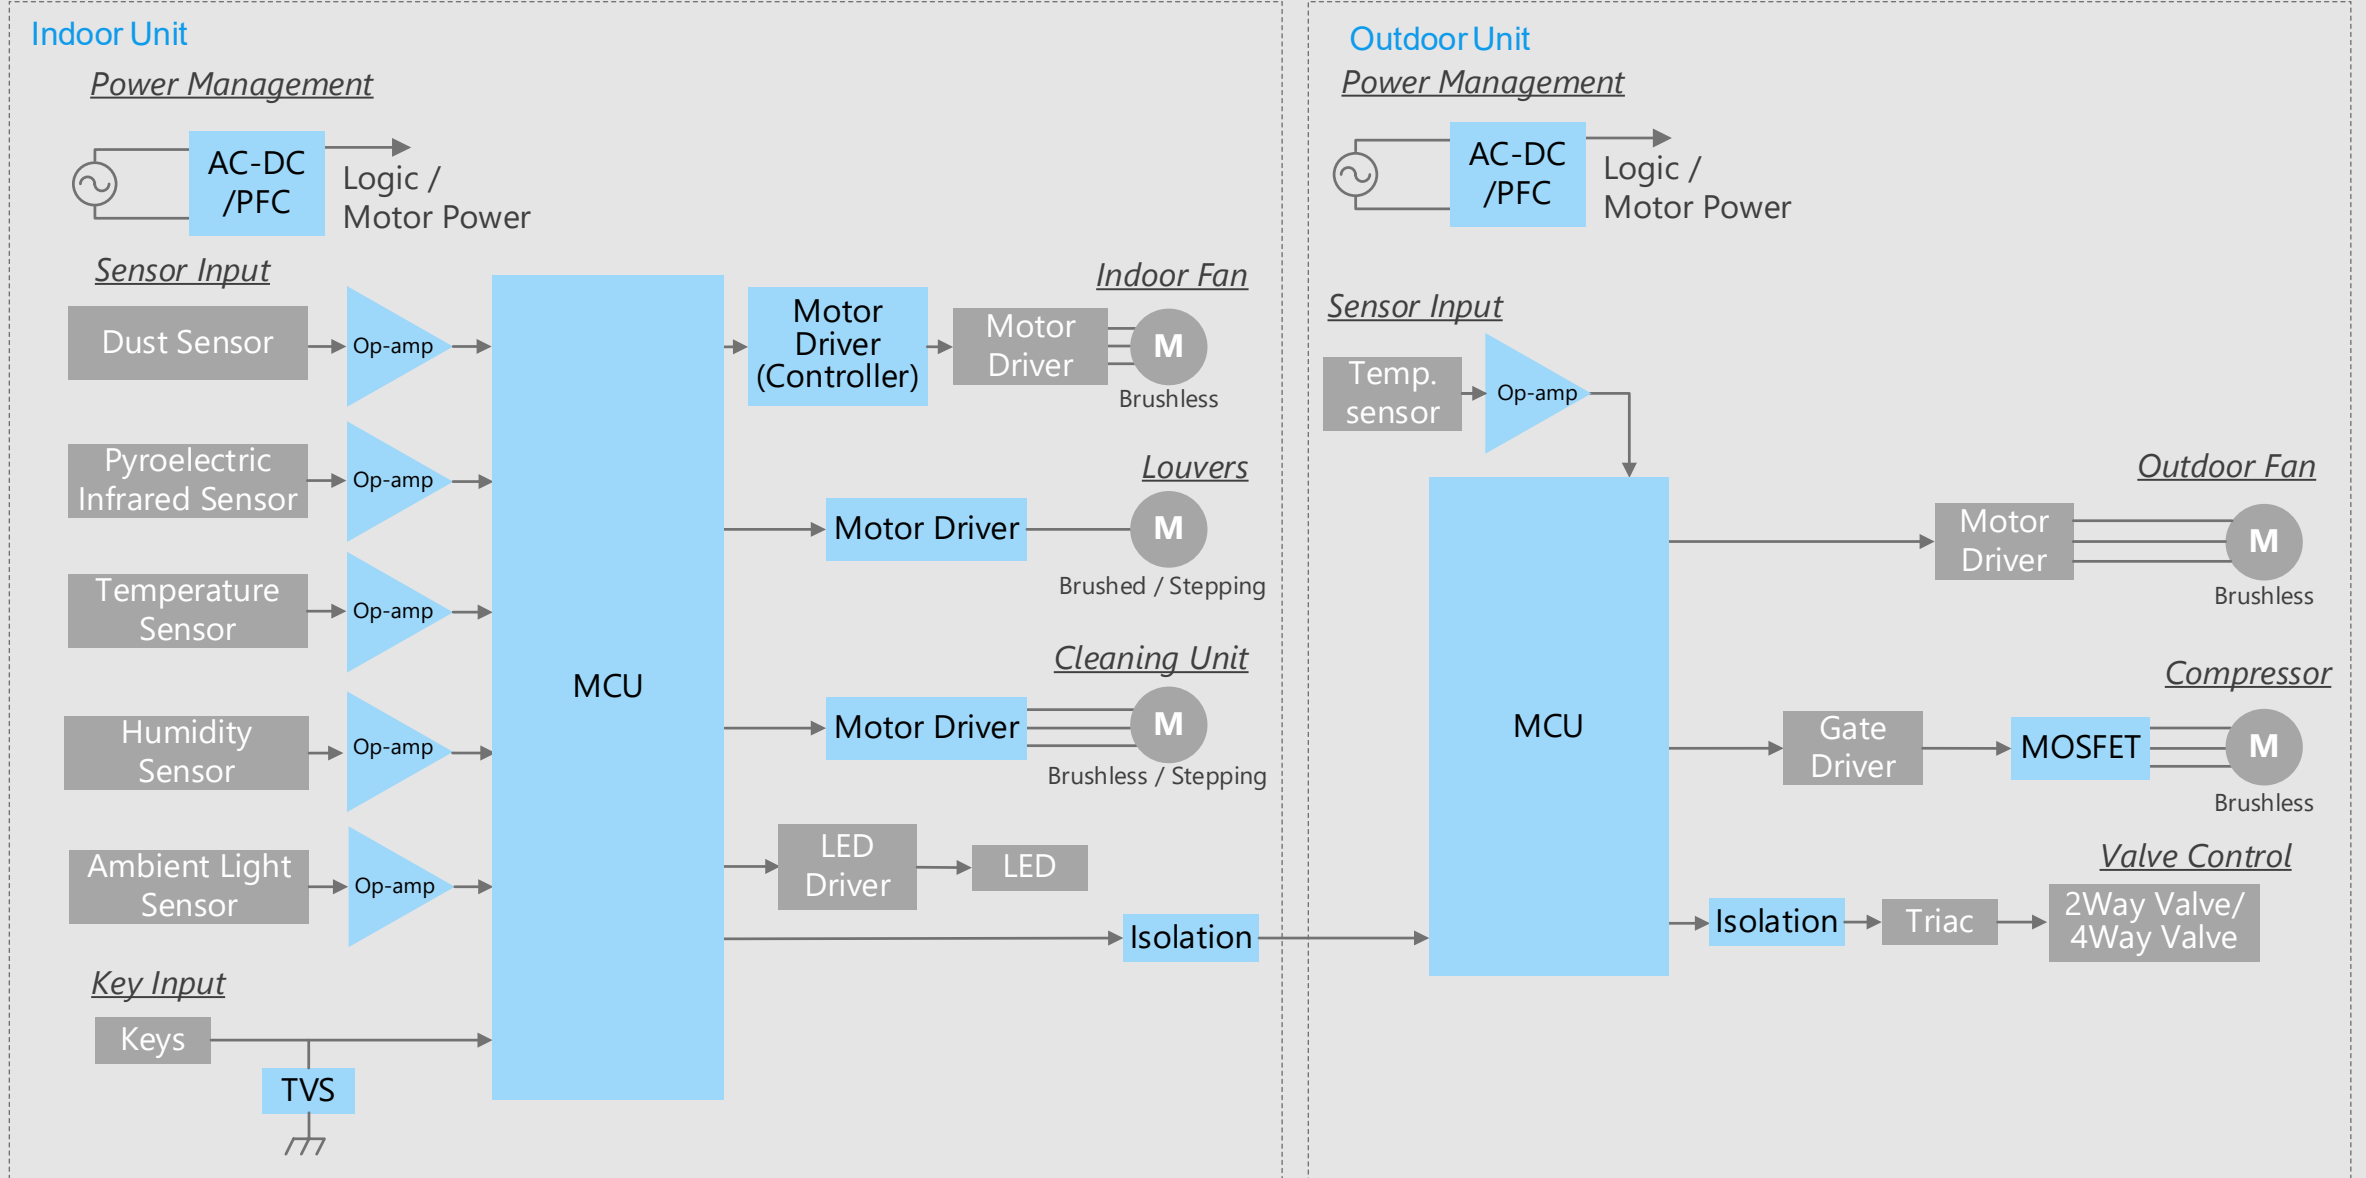 Indoor Unit
Power Management
AC-DC
/PFC
Logic /
Motor Power
Sensor Input
Dust Sensor
Op-amp
Pyroelectric
Infrared Sensor
Op-amp
Temperature
Sensor
Op-amp
Humidity
Sensor
Op-amp
Ambient Light
Sensor
Op-amp
Key Input
Keys
TVS
MCU
Indoor Fan
Motor
Driver
(Controller)
Motor
Driver
M
Brushless
Louvers
Motor Driver
M
Brushed / Stepping
Cleaning Unit
Motor Driver
M
Brushless / Stepping
LED
Driver
LED
Isolation
Outdoor Unit
Power Management
AC-DC
/PFC
Logic /
Motor Power
Sensor Input
Temp.
sensor
Op-amp
MCU
Outdoor Fan
Motor
Driver
M
Brushless
Compressor
Gate
Driver
MOSFET
M
Brushless
Valve Control
Isolation
Triac
2Way Valve/
4Way Valve